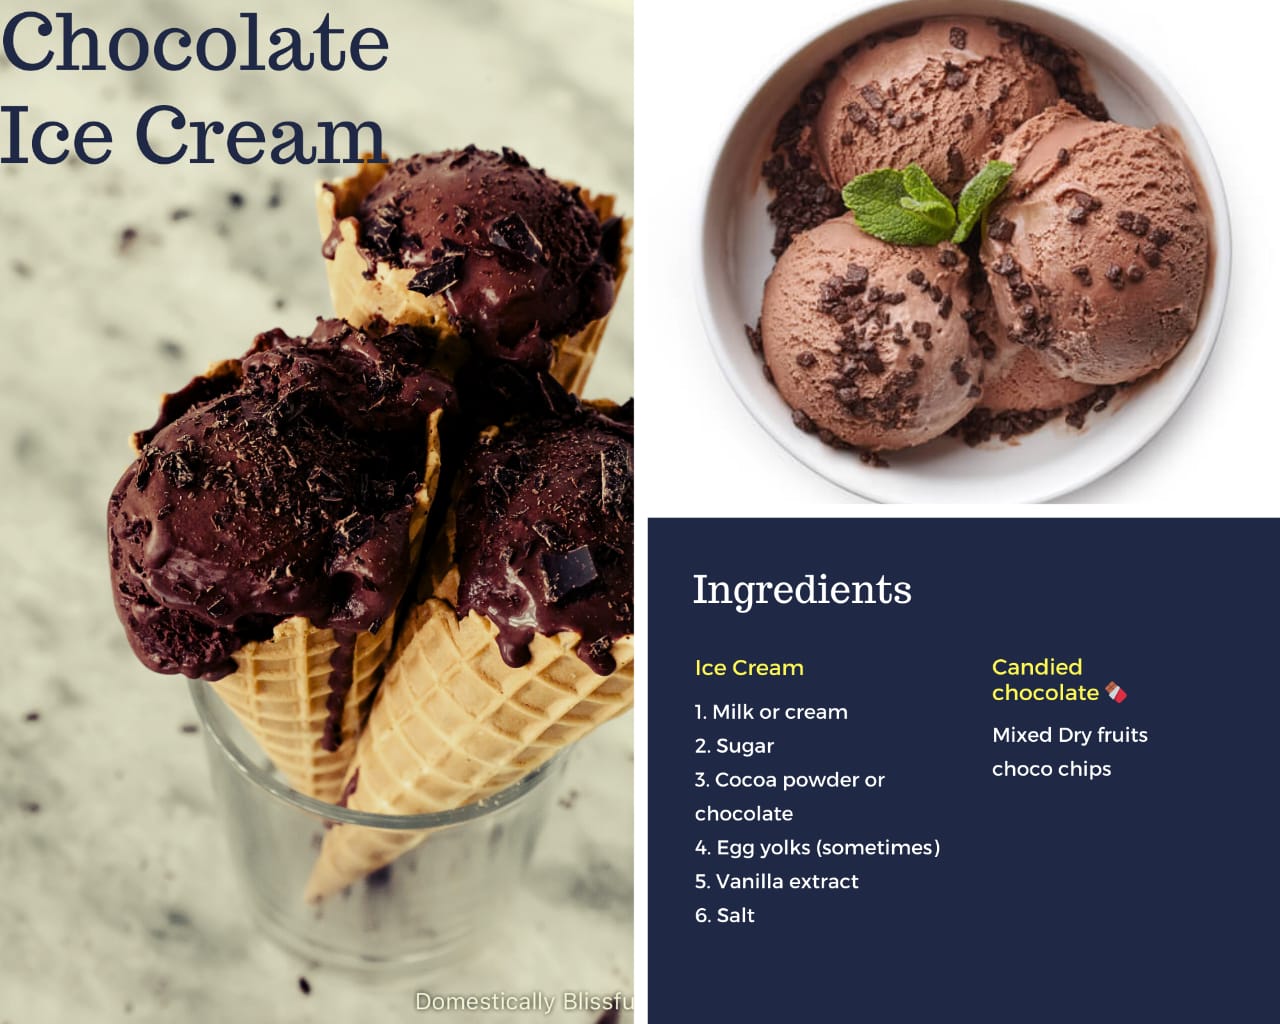 Chocolate
Ice Cream
Ingredients
Ice Cream
1. Milk or cream
2. Sugar
3. Cocoa powder or
chocolate
4. Egg yolks (sometimes)
5. Vanilla extract
6. Salt
Candied
chocolate 🍫
Mixed Dry fruits
choco chips
Domestically Blissfu